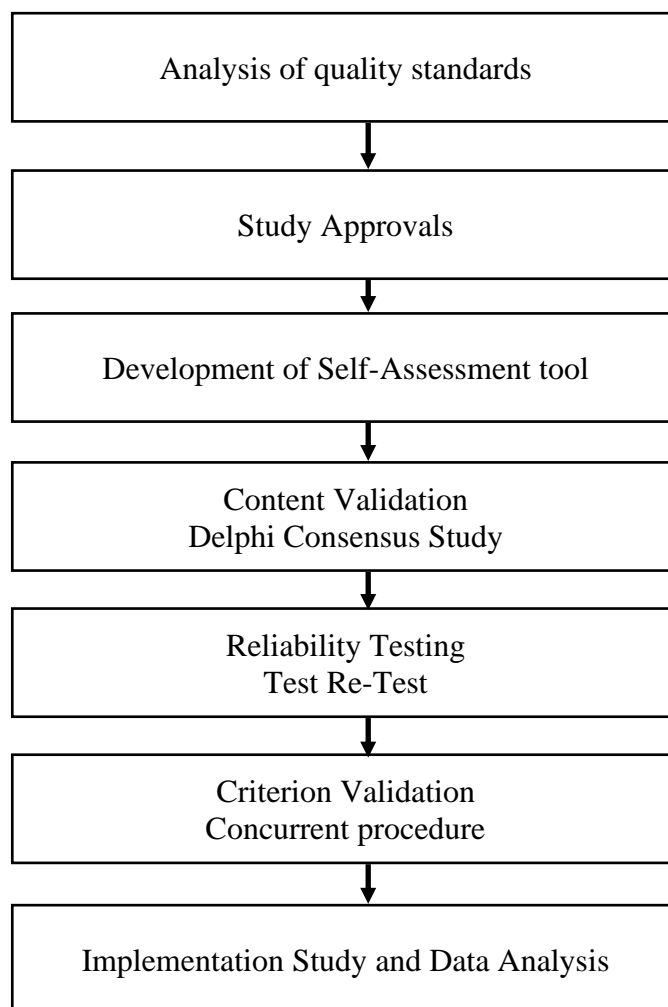 Analysis of quality standards
Study Approvals
Development of Self-Assessment tool
Content Validation
Delphi Consensus Study
Reliability Testing
Test Re-Test
Criterion Validation
Concurrent procedure
Implementation Study and Data Analysis